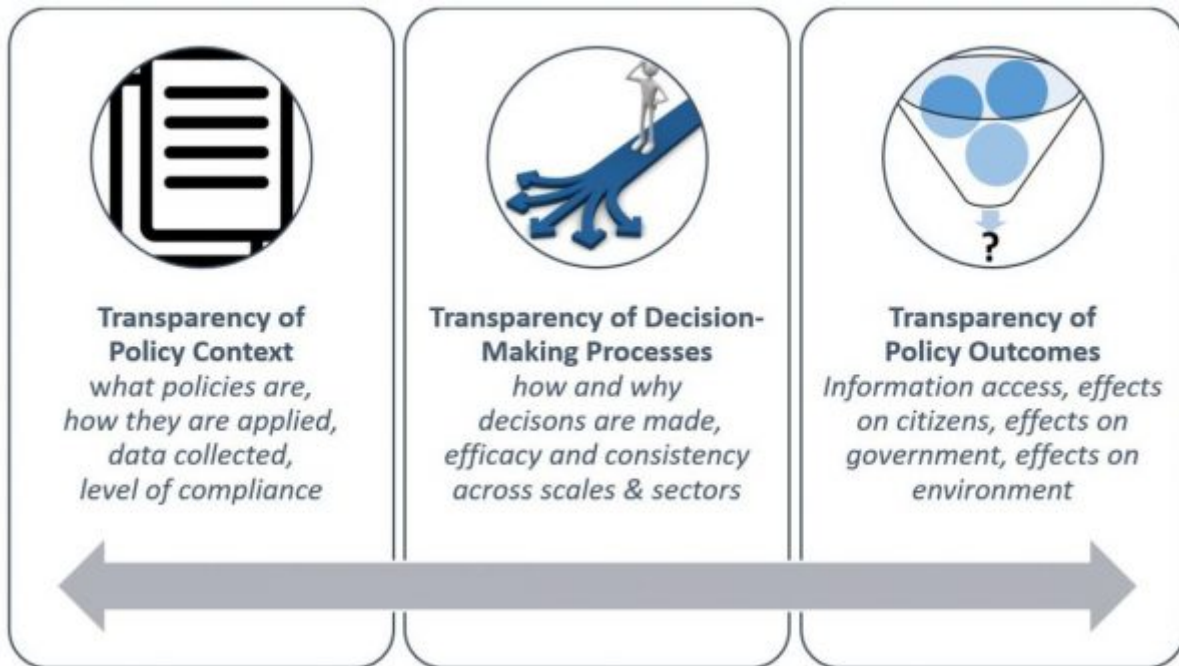 Transparency of
Policy Context
what policies are,
how they are applied,
data collected,
level of compliance
Transparency of Decision-
Making Processes
how and why
decisons are made,
efficacy and consistency
across scales & sectors
?
Transparency of
Policy Outcomes
Information access, effects
on citizens, effects on
government, effects on
environment